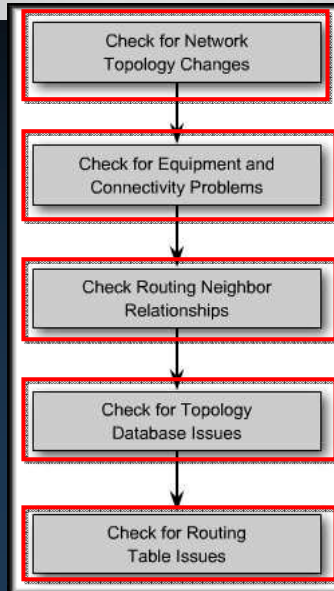 Check for Network
Topology Changes
Check for Equipment and
Connectivity Problems
Check Routing Neighbor
Relationships
Check for Topology
Database Issues
Check for Routing
Table Issues